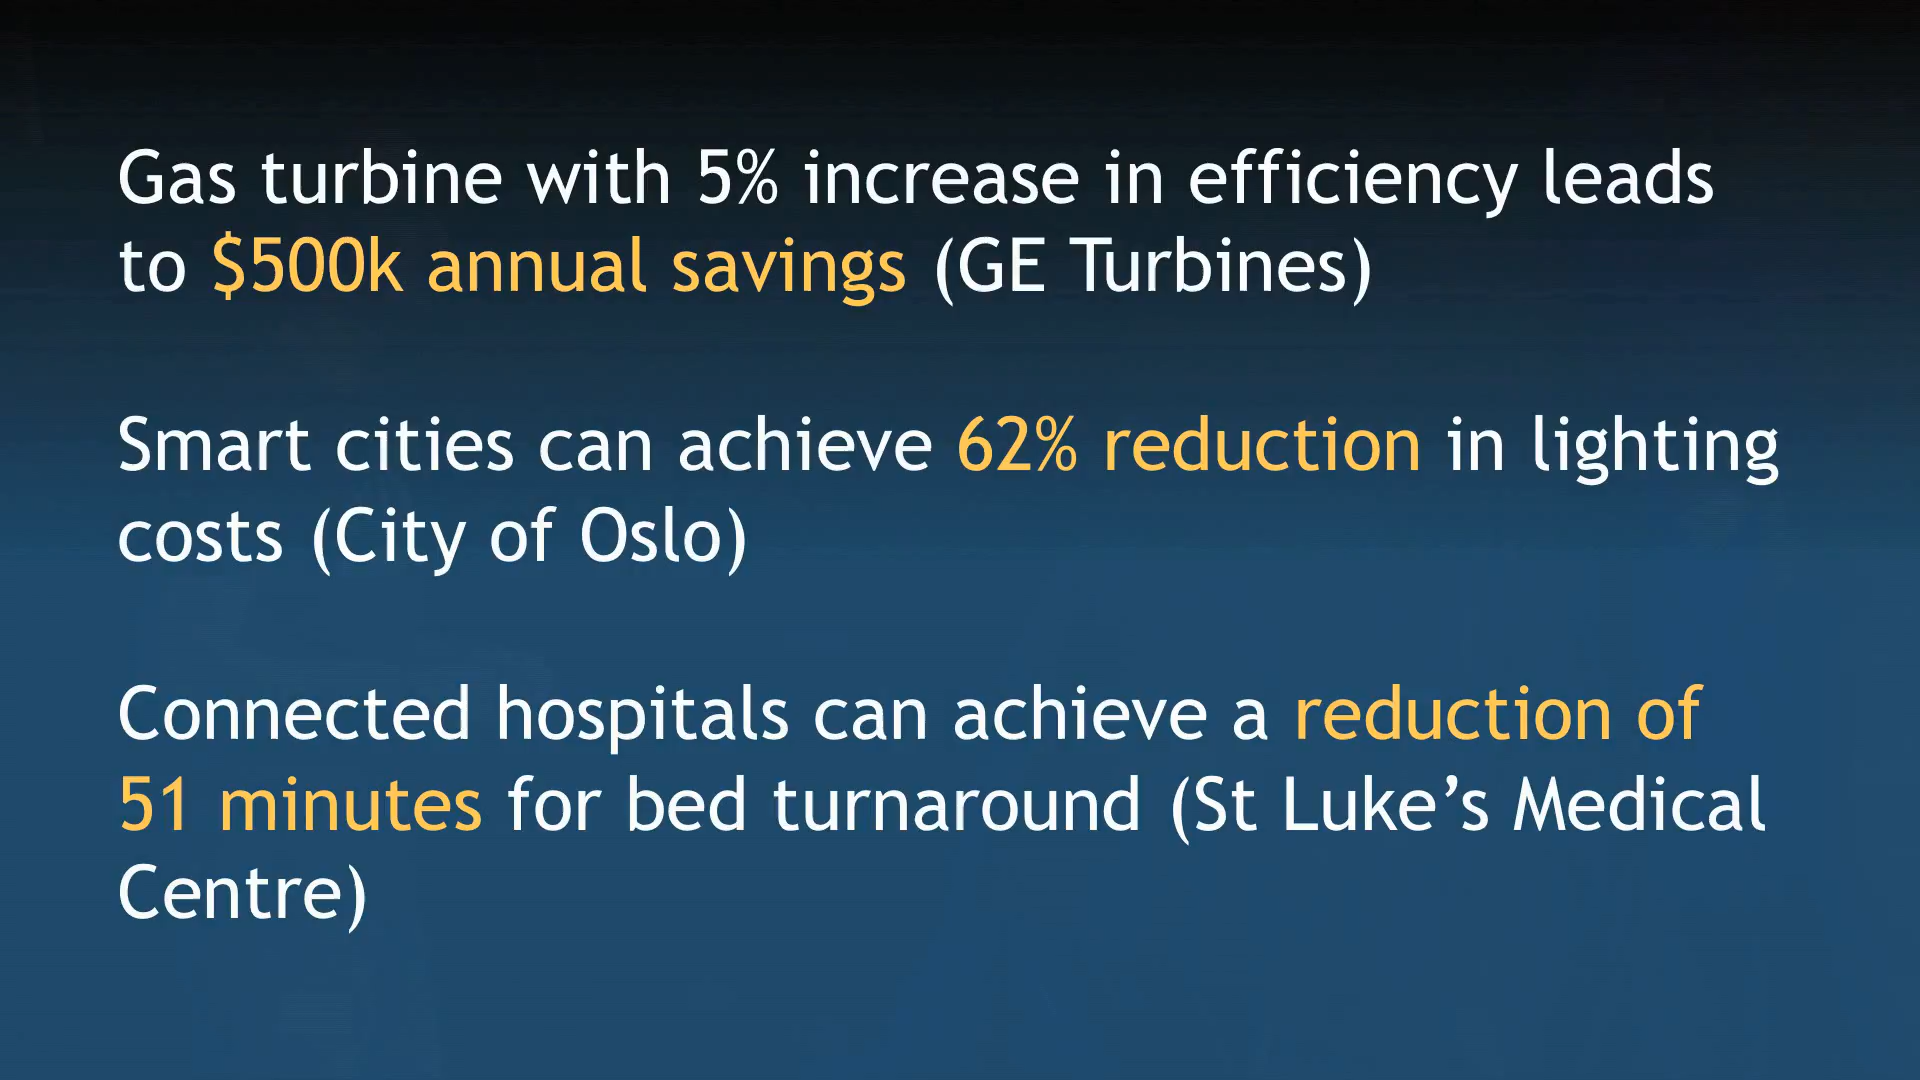 Gas turbine with 5% increase in efficiency leads
to $500k annual savings (GE Turbines)
Smart cities can achieve 62% reduction in lighting
costs (City of Oslo)
Connected hospitals can achieve a reduction of
51 minutes for bed turnaround (St Luke’s Medical
Centre)